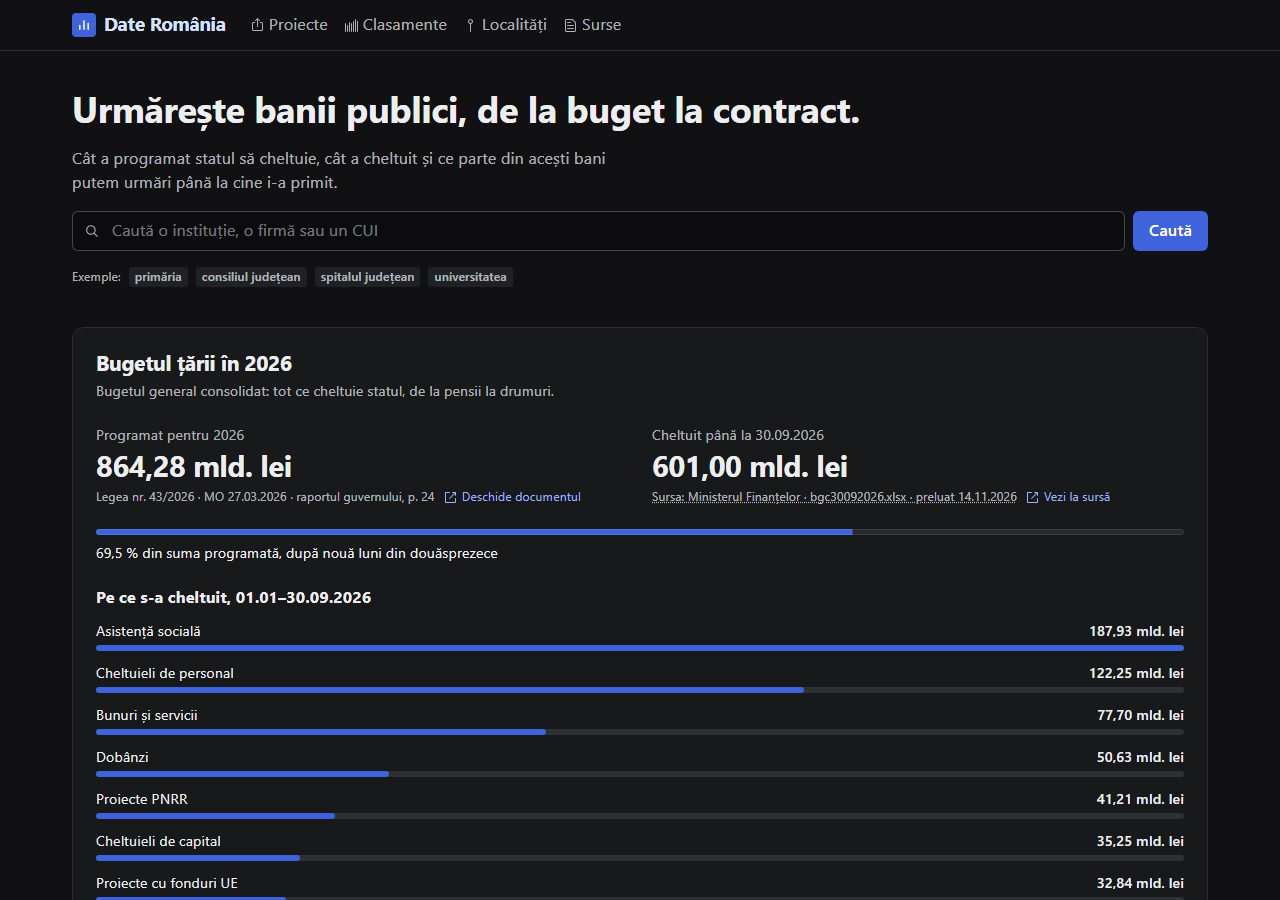 Date România
Proiecte
Clasamente
Localități
Surse
Urmărește banii publici, de la buget la contract.
Cât a programat statul să cheltuie, cât a cheltuit și ce parte din acești bani
putem urmări până la cine i-a primit.
Caută o instituție, o firmă sau un CUI
Caută
Exemple: primăria consiliul județean spitalul județean universitatea
Bugetul țării în 2026
Bugetul general consolidat: tot ce cheltuie statul, de la pensii la drumuri.
Programat pentru 2026
864,28 mld. lei
Legea nr. 43/2026 · MO 27.03.2026 · raportul guvernului, p. 24 Deschide documentul
Cheltuit până la 30.09.2026
601,00 mld. lei
Sursa: Ministerul Finanțelor · bgc30092026.xlsx · preluat 14.11.2026 Vezi la sursă
69,5 % din suma programată, după nouă luni din douăsprezece
Pe ce s-a cheltuit, 01.01–30.09.2026
Asistență socială 187,93 mld. lei
Cheltuieli de personal 122,25 mld. lei
Bunuri și servicii 77,70 mld. lei
Dobânzi 50,63 mld. lei
Proiecte PNRR 41,21 mld. lei
Cheltuieli de capital 35,25 mld. lei
Proiecte cu fonduri UE 32,84 mld. lei